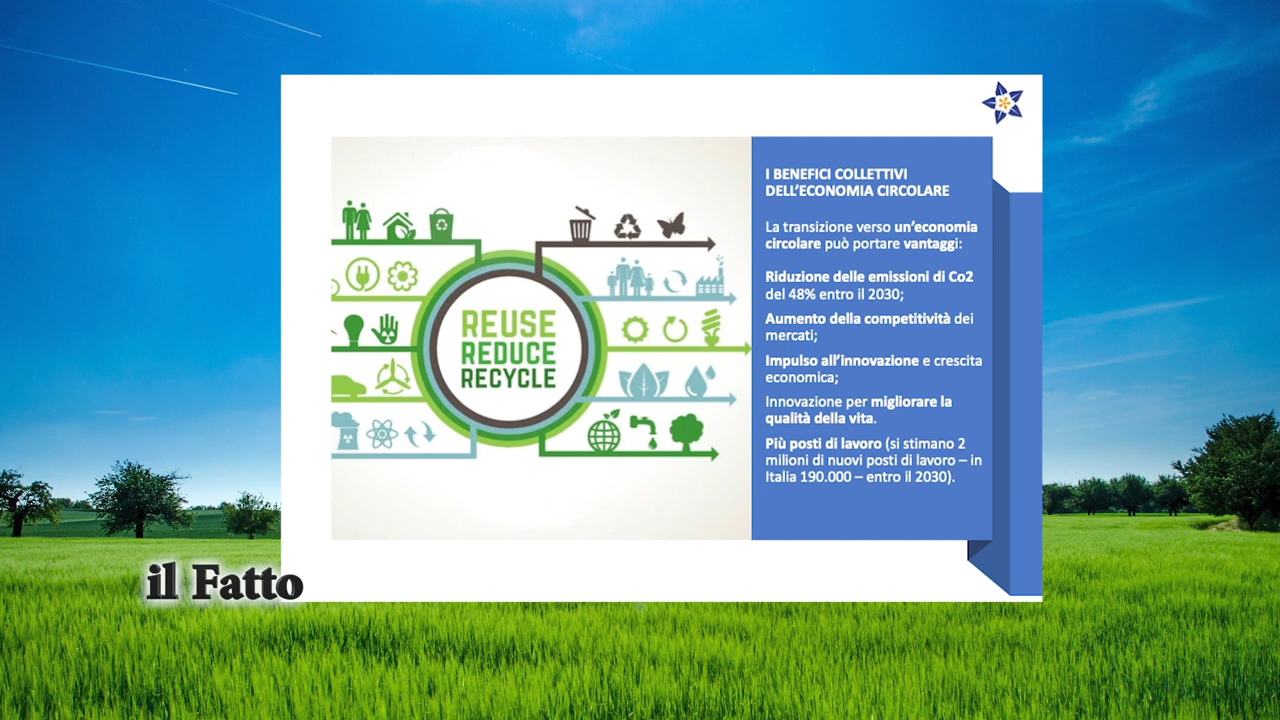 REUSE
REDUCE
RECYCLE
I BENEFICI COLLETTIVI
DELL'ECONOMIA CIRCOLARE
La transizione verso un'economia
circolare può portare vantaggi:
Riduzione delle emissioni di Co2
del 48% entro il 2030;
Aumento della competitività dei
mercati;
Impulso all'innovazione e crescita
economica;
Innovazione per migliorare la
qualità della vita.
Più posti di lavoro (si stimano 2
milioni di nuovi posti di lavoro – in
Italia 190.000 – entro il 2030).
il Fatto